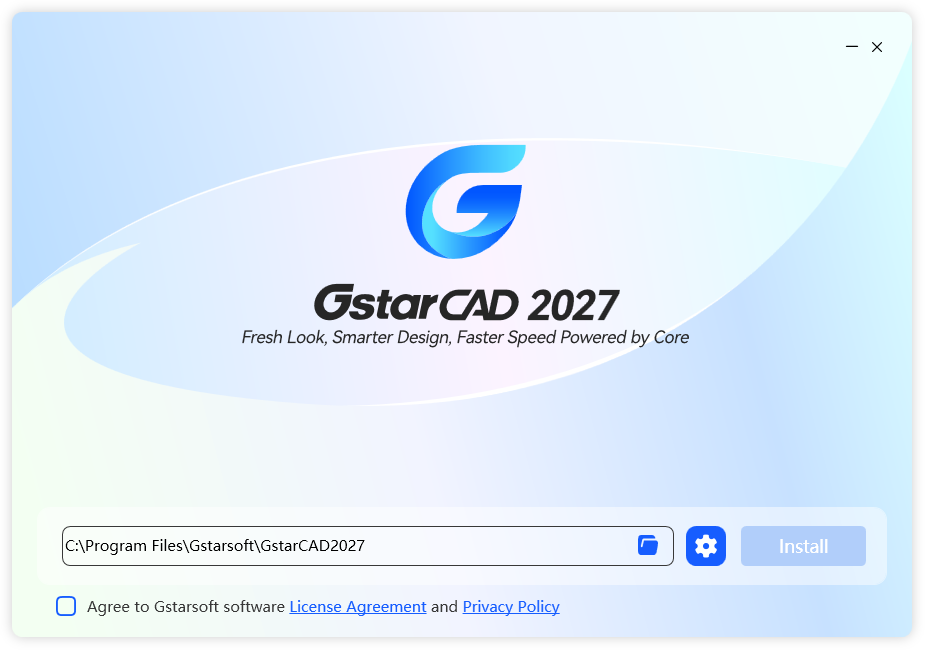 GstarCAD 2027
Fresh Look, Smarter Design, Faster Speed Powered by Core
C:\Program Files\Gstarsoft\GstarCAD2027
Install
Agree to Gstarsoft software License Agreement and Privacy Policy